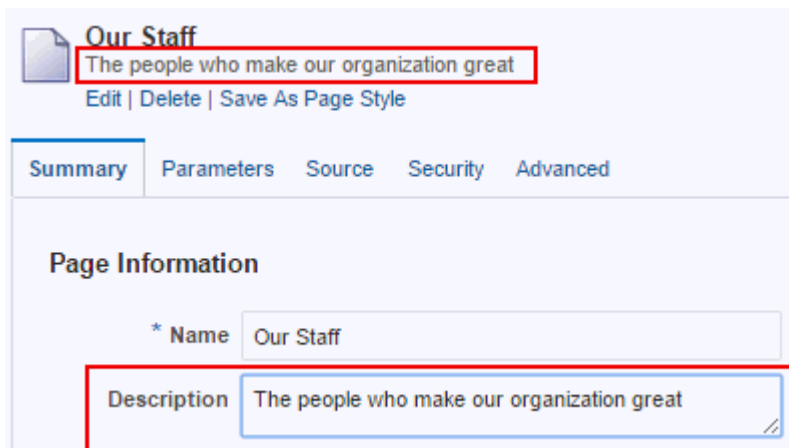 Our Staff
The people who make our organization great
Edit | Delete | Save As Page Style
Summary Parameters Source Security Advanced
Page Information
* Name Our Staff
Description The people who make our organization great